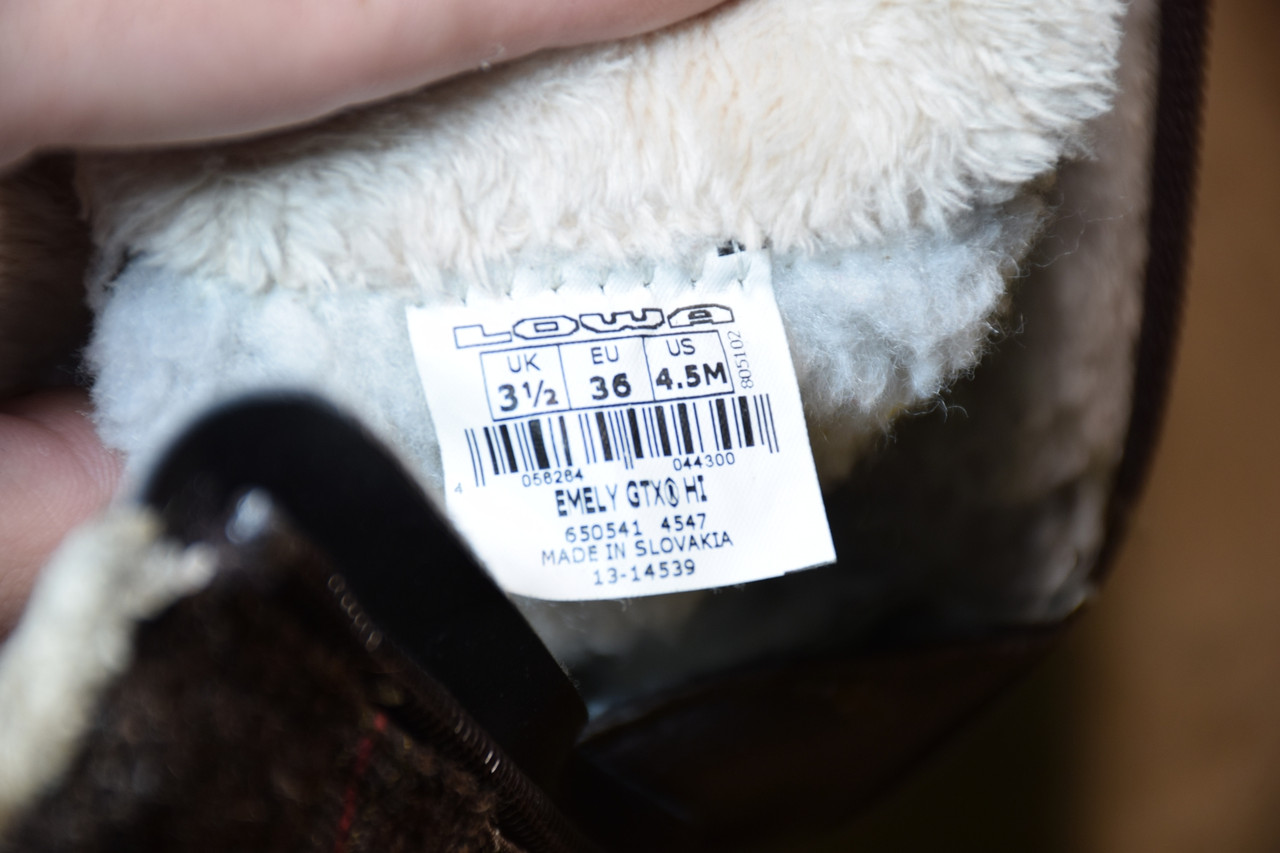 LOWA
UK EU US
3½ 36 4.5M
805102
4 058284 044300
EMELY GTX® HI
650541 4547
MADE IN SLOVAKIA
13-14539